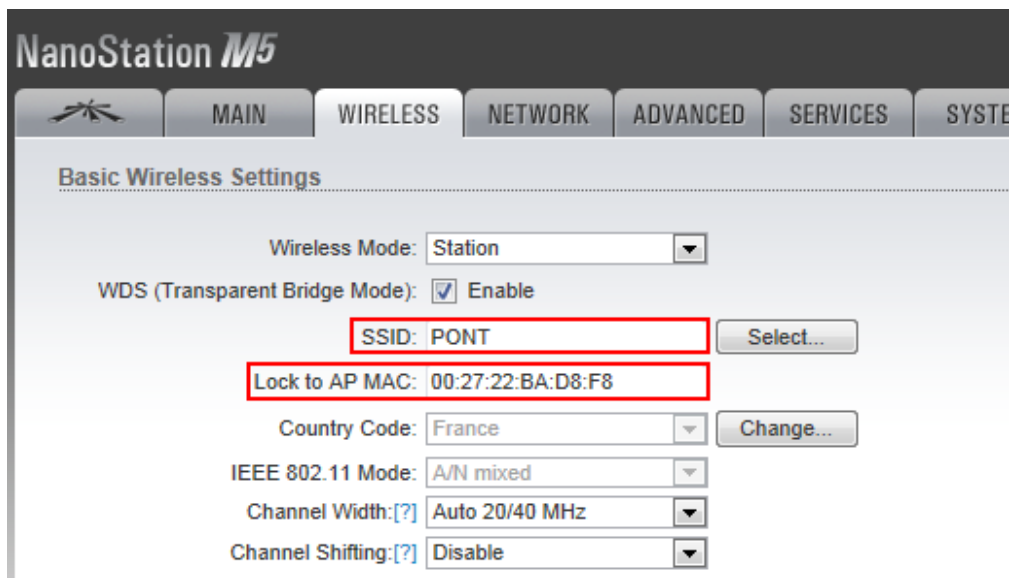 NanoStation M5
MAIN WIRELESS NETWORK ADVANCED SERVICES SYSTE
Basic Wireless Settings
Wireless Mode: Station
WDS (Transparent Bridge Mode): Enable
SSID: PONT Select...
Lock to AP MAC: 00:27:22:BA:D8:F8
Country Code: France Change...
IEEE 802.11 Mode: A/N mixed
Channel Width:[?] Auto 20/40 MHz
Channel Shifting:[?] Disable